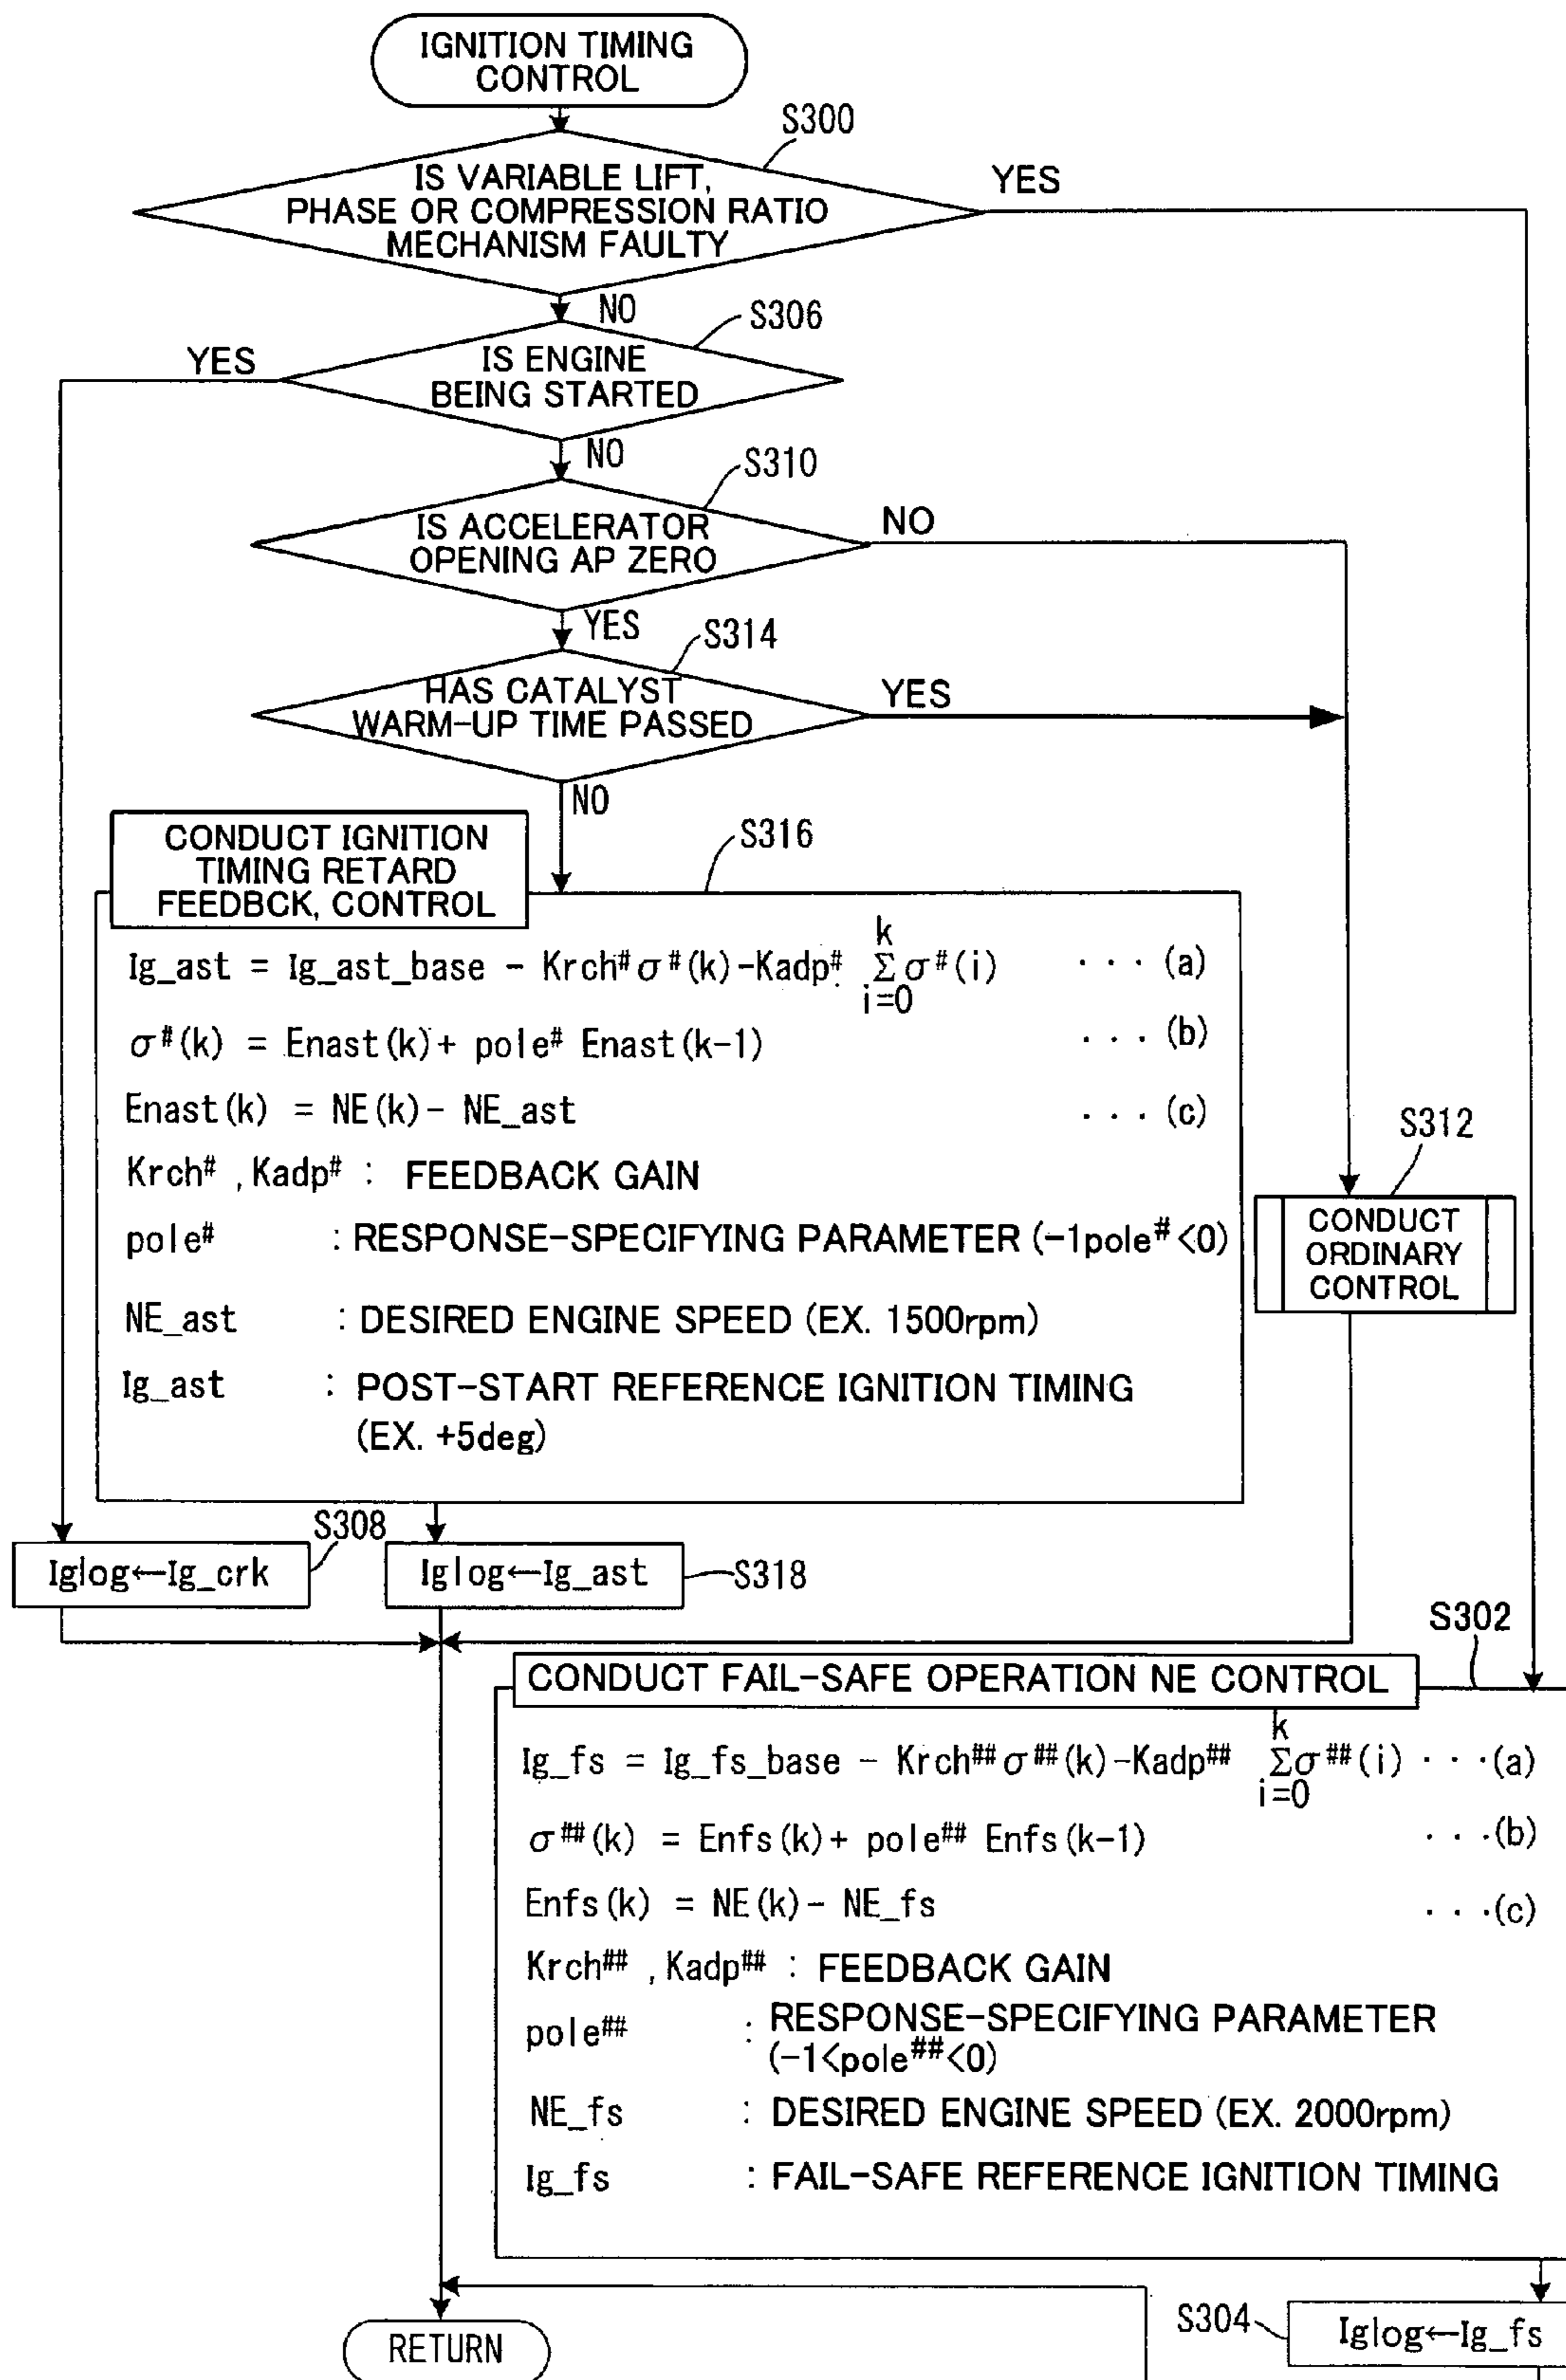 IGNITION TIMING
CONTROL
S300
IS VARIABLE LIFT,
PHASE OR COMPRESSION RATIO
MECHANISM FAULTY
YES
NO
S306
YES
IS ENGINE
BEING STARTED
NO
S310
IS ACCELERATOR
OPENING AP ZERO
NO
YES
S314
HAS CATALYST
WARM-UP TIME PASSED
YES
NO
CONDUCT IGNITION
TIMING RETARD
FEEDBCK, CONTROL
S316
Ig_ast = Ig_ast_base - Krch# σ#(k)-Kadp# k Σ i=0 σ#(i) ···(a)
σ#(k) = Enast(k)+ pole# Enast(k-1) ···(b)
Enast(k) = NE(k)- NE_ast ···(c)
Krch# ,Kadp# : FEEDBACK GAIN
pole# : RESPONSE-SPECIFYING PARAMETER (-1pole# <0)
NE_ast : DESIRED ENGINE SPEED (EX. 1500rpm)
Ig_ast : POST-START REFERENCE IGNITION TIMING
(EX. +5deg)
S312
CONDUCT
ORDINARY
CONTROL
S308
Iglog←Ig_crk
Iglog←Ig_ast
S318
S302
CONDUCT FAIL-SAFE OPERATION NE CONTROL
Ig_fs = Ig_fs_base - Krch## σ##(k)-Kadp## k Σ i=0 σ##(i) ···(a)
σ##(k) = Enfs(k)+ pole## Enfs(k-1) ···(b)
Enfs(k) = NE(k)- NE_fs ···(c)
Krch## ,Kadp## : FEEDBACK GAIN
pole## : RESPONSE-SPECIFYING PARAMETER
(-1<pole##<0)
NE_fs : DESIRED ENGINE SPEED (EX. 2000rpm)
Ig_fs : FAIL-SAFE REFERENCE IGNITION TIMING
S304
Iglog←Ig_fs
RETURN